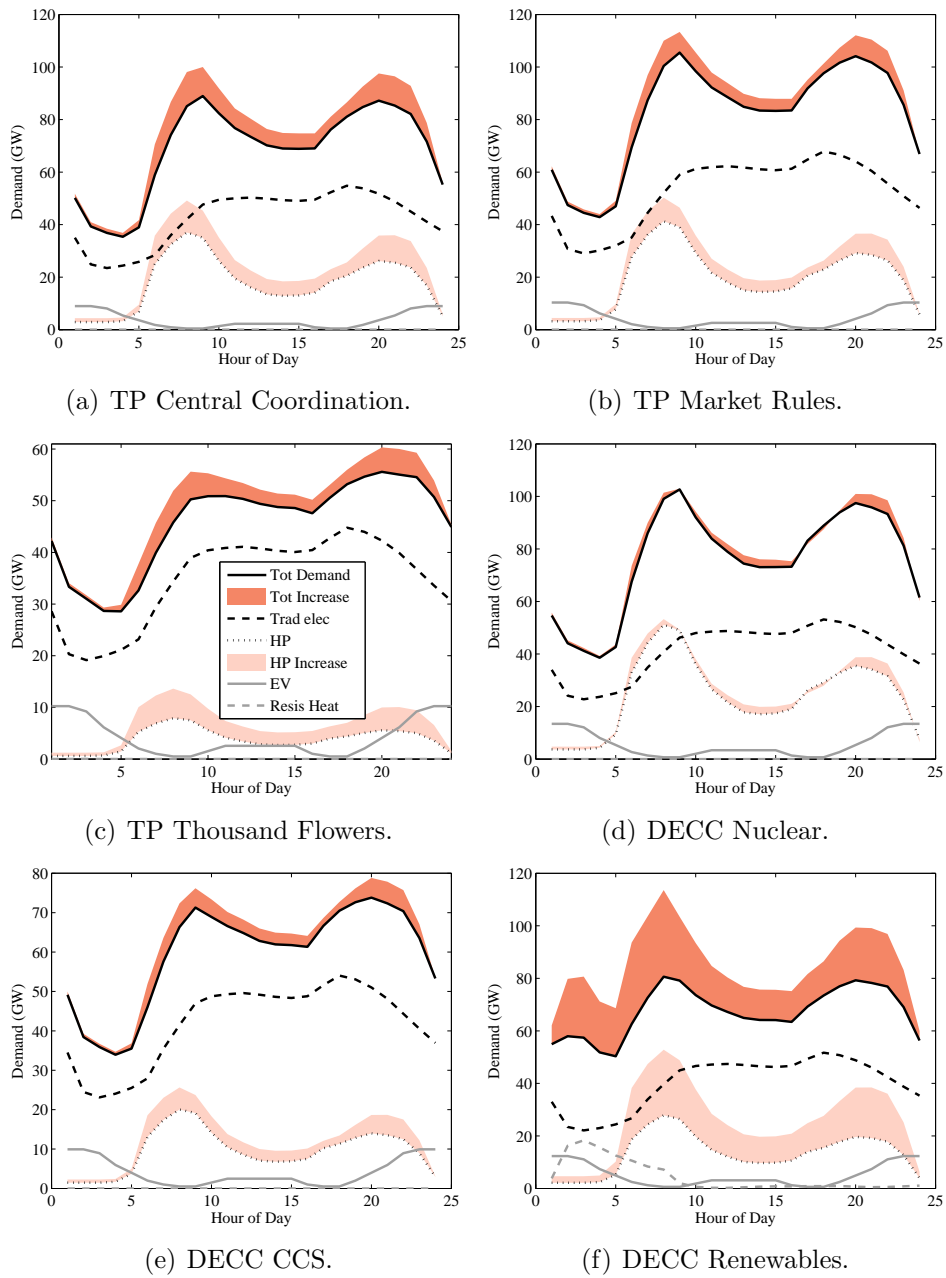 120
100
80
60
40
20
0
Demand (GW)
0 5 10 15 20 25
Hour of Day
(a) TP Central Coordination.
120
100
80
60
40
20
0
Demand (GW)
0 5 10 15 20 25
Hour of Day
(b) TP Market Rules.
60
50
40
30
20
10
0
Demand (GW)
5 10 15 20
Hour of Day
Tot Demand
Tot Increase
Trad elec
HP
HP Increase
EV
Resis Heat
(c) TP Thousand Flowers.
120
100
80
60
40
20
0
Demand (GW)
0 5 10 15 20 25
Hour of Day
(d) DECC Nuclear.
80
70
60
50
40
30
20
10
0
Demand (GW)
0 5 10 15 20 25
Hour of Day
(e) DECC CCS.
120
100
80
60
40
20
0
Demand (GW)
0 5 10 15 20 25
Hour of Day
(f) DECC Renewables.